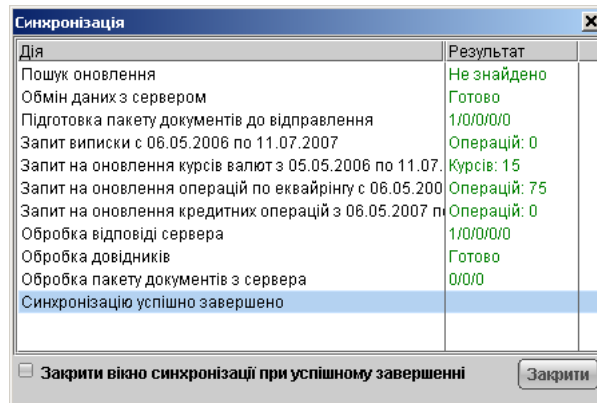 Синхронізація
Дія Результат
Пошук оновлення Не знайдено
Обмін даних з сервером Готово
Підготовка пакету документів до відправлення 1/0/0/0/0
Запит виписки с 06.05.2006 по 11.07.2007 Операцій: 0
Запит на оновлення курсів валют з 05.05.2006 по 11.07. Курсів: 15
Запит на оновлення операцій по еквайрінгу с 06.05.200 Операцій: 75
Запит на оновлення кредитних операцій з 06.05.2007 п Операцій: 0
Обробка відповіді сервера 1/0/0/0/0
Обробка довідників Готово
Обробка пакету документів з сервера 0/0/0
Синхронізацію успішно завершено
Закрити вікно синхронізації при успішному завершенні Закрити